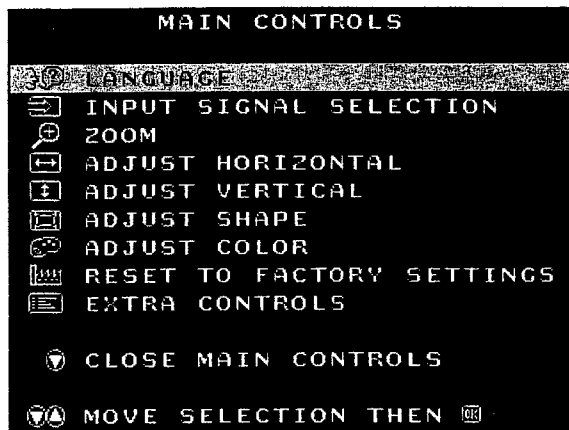 MAIN CONTROLS
LANGUAGE
INPUT SIGNAL SELECTION
ZOOM
ADJUST HORIZONTAL
ADJUST VERTICAL
ADJUST SHAPE
ADJUST COLOR
RESET TO FACTORY SETTINGS
EXTRA CONTROLS
CLOSE MAIN CONTROLS
MOVE SELECTION THEN OK